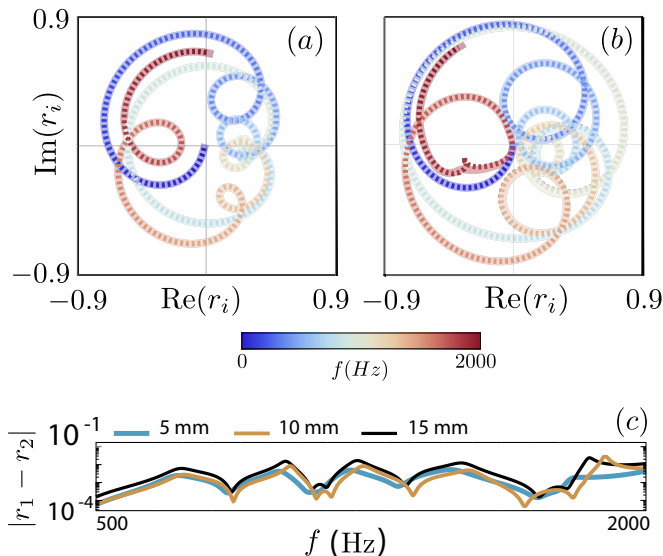 0.9 (a) (b)
Im(r_i)
−0.9
−0.9 Re(r_i) 0.9 −0.9 Re(r_i) 0.9
0 2000
f(Hz)
(c)
5 mm 10 mm 15 mm
10^-1
|r_1 − r_2|
10^-4
500 2000
f (Hz)